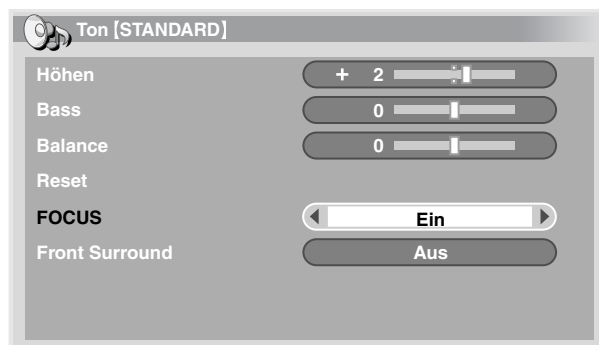 Ton [STANDARD]
Höhen + 2
Bass 0
Balance 0
Reset
FOCUS Ein
Front Surround Aus